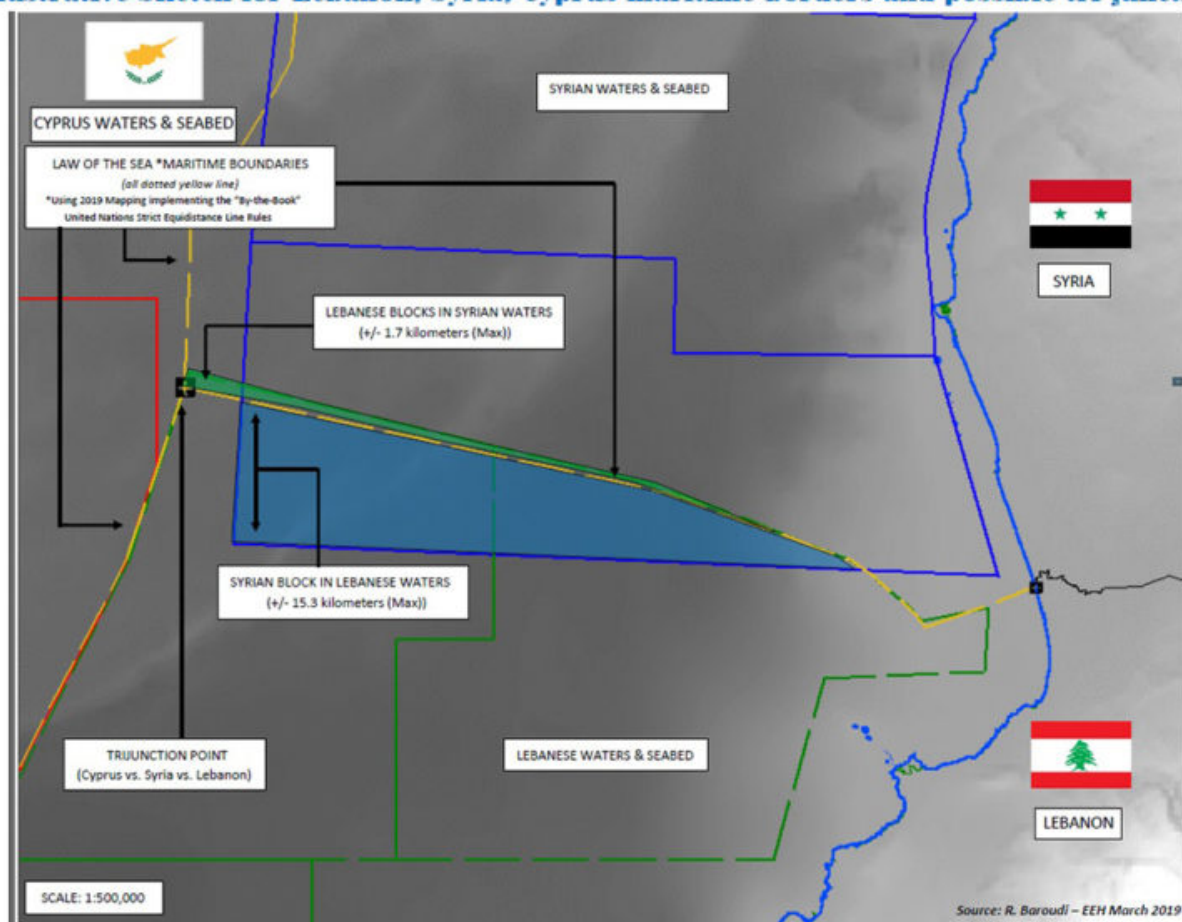 CYPRUS WATERS & SEABED
SYRIAN WATERS & SEABED
LAW OF THE SEA *MARITIME BOUNDARIES
(all dotted yellow line)
*Using 2019 Mapping implementing the "By-the-Book"
United Nations Strict Equidistance Line Rules
SYRIA
LEBANESE BLOCKS IN SYRIAN WATERS
(+/- 1.7 kilometers (Max))
SYRIAN BLOCK IN LEBANESE WATERS
(+/- 15.3 kilometers (Max))
TRIJUNCTION POINT
(Cyprus vs. Syria vs. Lebanon)
LEBANESE WATERS & SEABED
LEBANON
SCALE: 1:500,000
Source: R. Baroudi – EEH March 2019